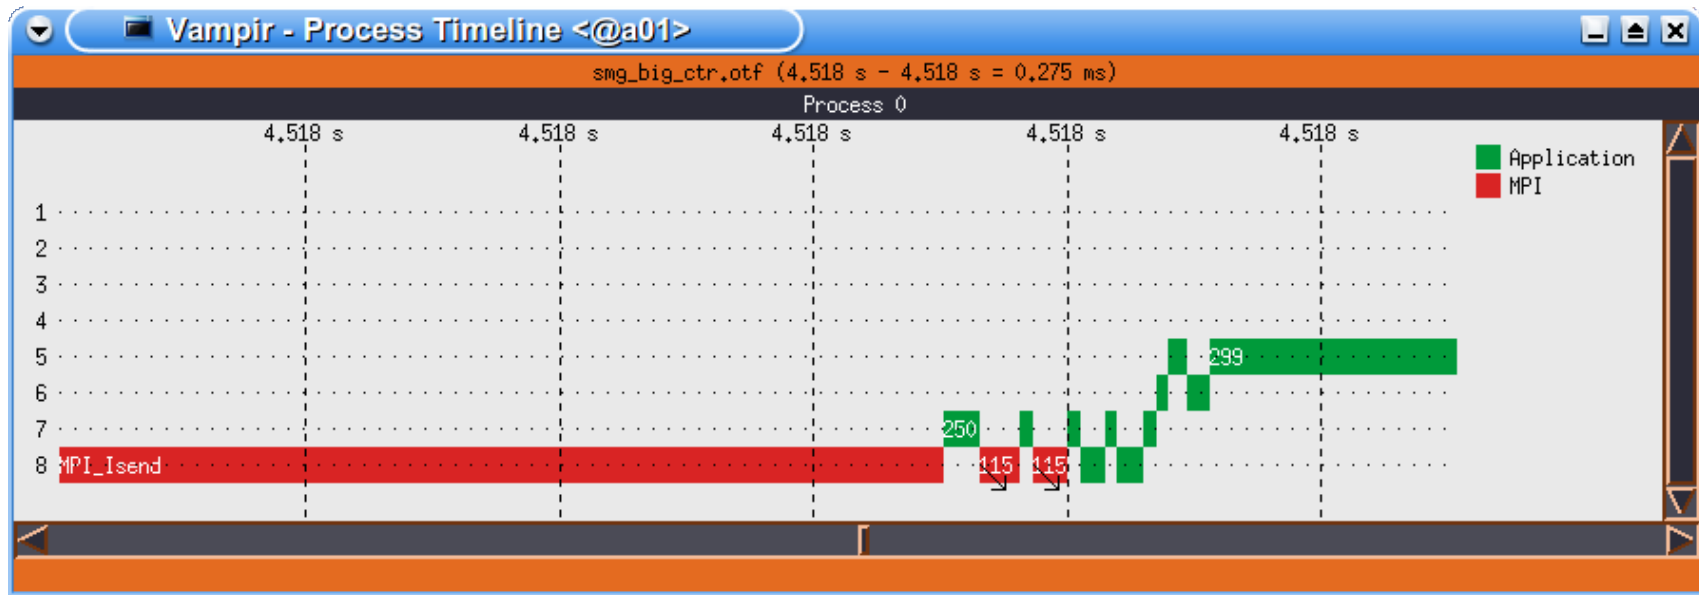 Vampir - Process Timeline <@a01>
smg_big_ctr.otf (4.518 s - 4.518 s = 0.275 ms)
Process 0
4.518 s 4.518 s 4.518 s 4.518 s 4.518 s
Application
MPI
1
2
3
4
5 299
6
7 250
8 MPI_Isend 115 115